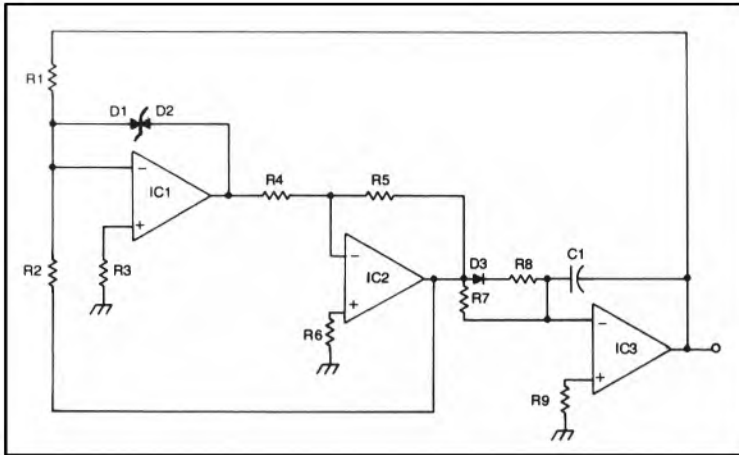 R1
D1 D2
− IC1 +
R4
R5
R2
R3
− IC2 +
D3
R8
C1
R7
R6
− IC3 +
R9